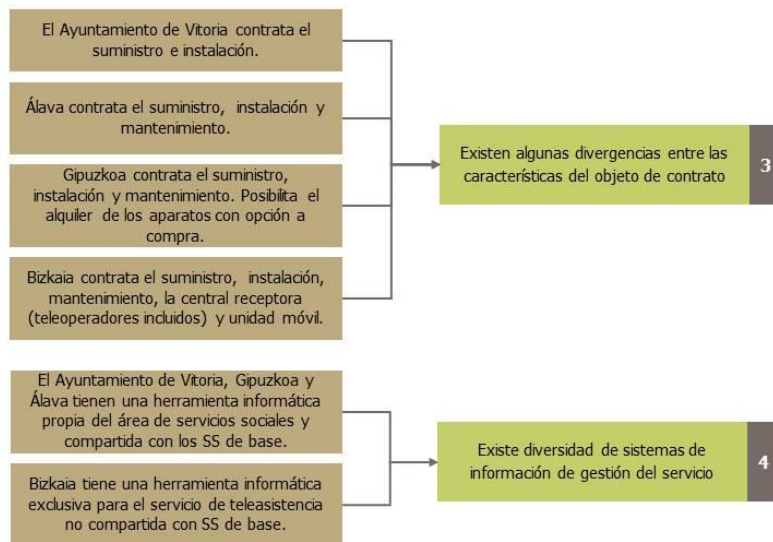 El Ayuntamiento de Vitoria contrata el
suministro e instalación.
Álava contrata el suministro, instalación y
mantenimiento.
Gipuzkoa contrata el suministro,
instalación y mantenimiento. Posibilita el
alquiler de los aparatos con opción a
compra.
Bizkaia contrata el suministro, instalación,
mantenimiento, la central receptora
(teleoperadores incluidos) y unidad móvil.
Existen algunas divergencias entre las
características del objeto de contrato
3
El Ayuntamiento de Vitoria, Gipuzkoa y
Álava tienen una herramienta informática
propia del área de servicios sociales y
compartida con los SS de base.
Bizkaia tiene una herramienta informática
exclusiva para el servicio de teleasistencia
no compartida con SS de base.
Existe diversidad de sistemas de
información de gestión del servicio
4